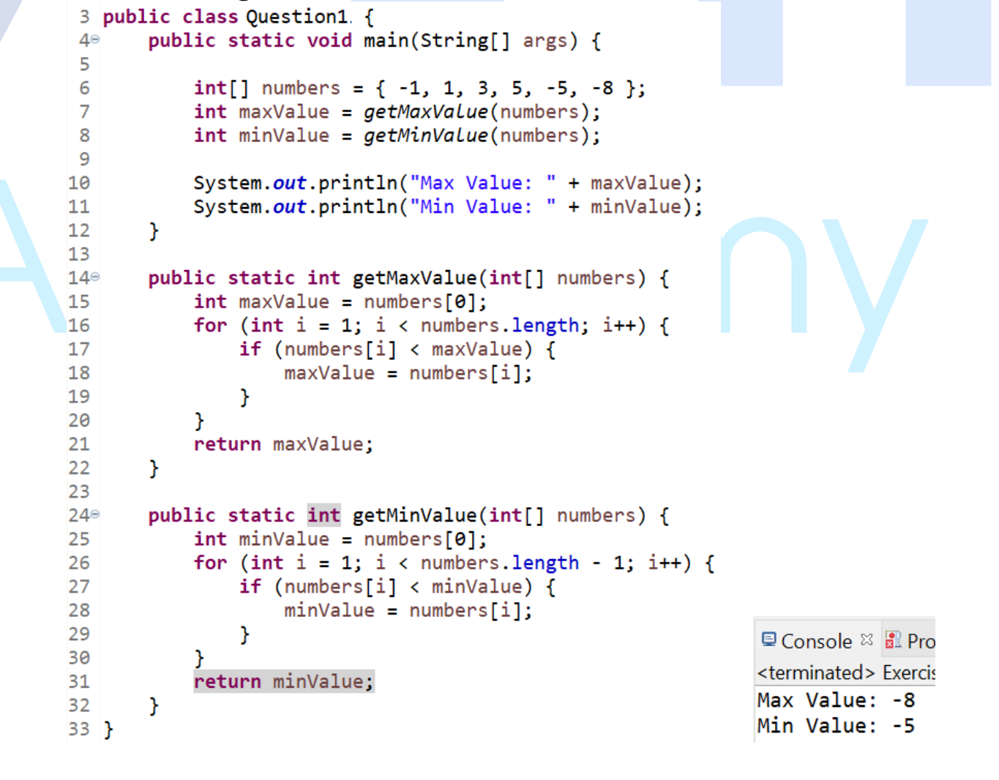 3 public class Question1. {
4 public static void main(String[] args) {
5
6 int[] numbers = { -1, 1, 3, 5, -5, -8 };
7 int maxValue = getMaxValue(numbers);
8 int minValue = getMinValue(numbers);
9
10 System.out.println("Max Value: " + maxValue);
11 System.out.println("Min Value: " + minValue);
12 }
13
14 public static int getMaxValue(int[] numbers) {
15 int maxValue = numbers[0];
16 for (int i = 1; i < numbers.length; i++) {
17 if (numbers[i] < maxValue) {
18 maxValue = numbers[i];
19 }
20 }
21 return maxValue;
22 }
23
24 public static int getMinValue(int[] numbers) {
25 int minValue = numbers[0];
26 for (int i = 1; i < numbers.length - 1; i++) {
27 if (numbers[i] < minValue) {
28 minValue = numbers[i];
29 }
30 }
31 return minValue;
32 }
33 }
Console Pro
<terminated> Exercis
Max Value: -8
Min Value: -5